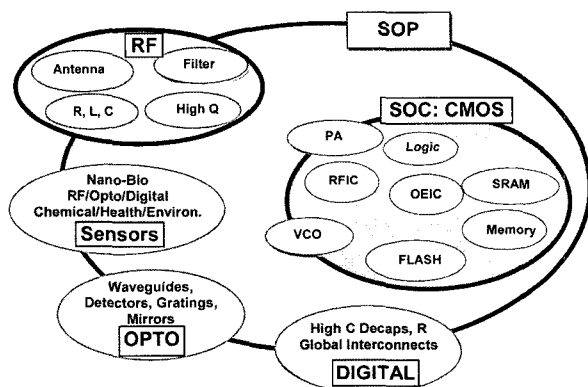 RF
Antenna
Filter
R, L, C
High Q
SOP
SOC: CMOS
PA
Logic
RFIC
OEIC
SRAM
VCO
Memory
FLASH
Nano-Bio
RF/Opto/Digital
Chemical/Health/Environ.
Sensors
Waveguides,
Detectors, Gratings,
Mirrors
OPTO
High C Decaps, R
Global Interconnects
DIGITAL